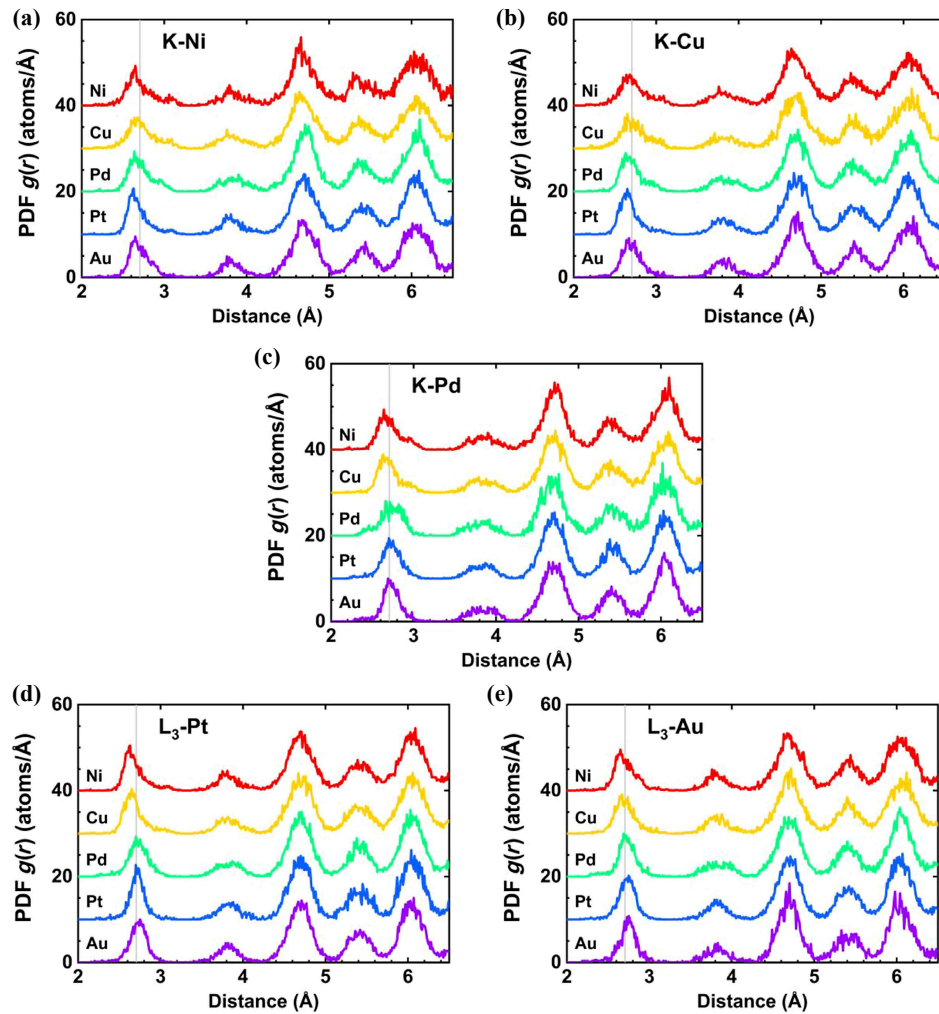 (a)
K-Ni
PDF g(r) (atoms/Å)
60
40
20
0
Ni
Cu
Pd
Pt
Au
2 3 4 5 6
Distance (Å)
(b)
K-Cu
PDF g(r) (atoms/Å)
60
40
20
0
Ni
Cu
Pd
Pt
Au
2 3 4 5 6
Distance (Å)
(c)
K-Pd
PDF g(r) (atoms/Å)
60
40
20
0
Ni
Cu
Pd
Pt
Au
2 3 4 5 6
Distance (Å)
(d)
L₃-Pt
PDF g(r) (atoms/Å)
60
40
20
0
Ni
Cu
Pd
Pt
Au
2 3 4 5 6
Distance (Å)
(e)
L₃-Au
PDF g(r) (atoms/Å)
60
40
20
0
Ni
Cu
Pd
Pt
Au
2 3 4 5 6
Distance (Å)